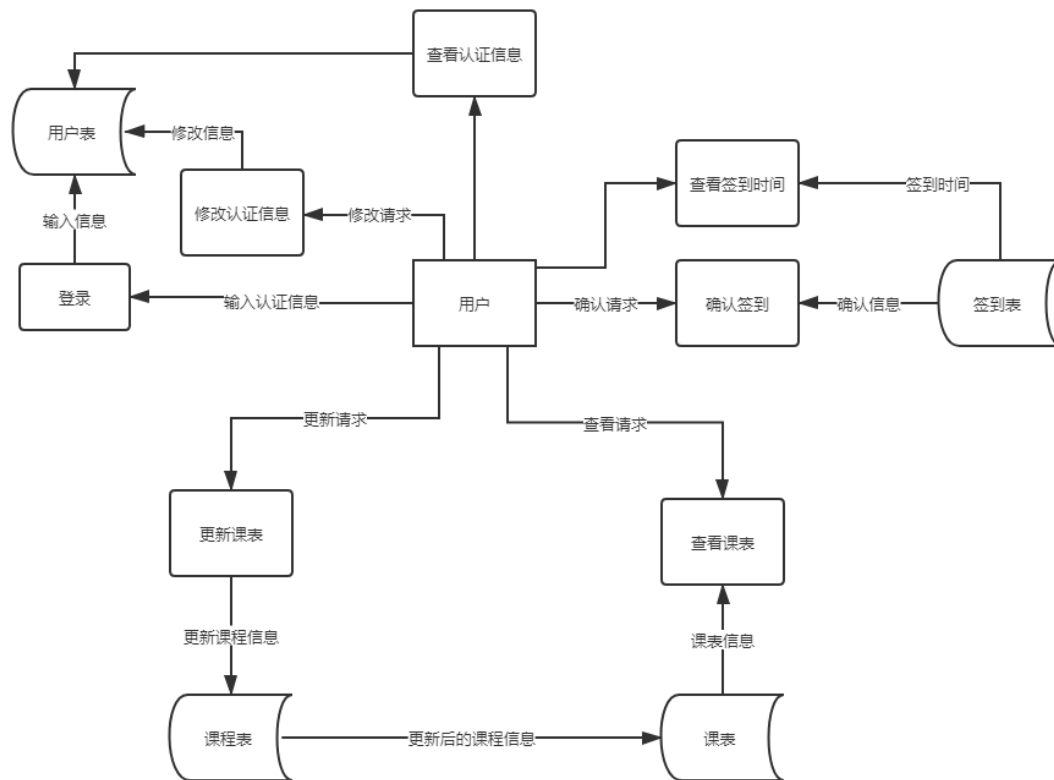 查看认证信息
用户表
修改信息
查看签到时间
签到时间
输入信息
修改认证信息
修改请求
登录
输入认证信息
用户
确认请求
确认签到
确认信息
签到表
更新请求
查看请求
更新课表
查看课表
更新课程信息
课表信息
课程表
更新后的课程信息
课表